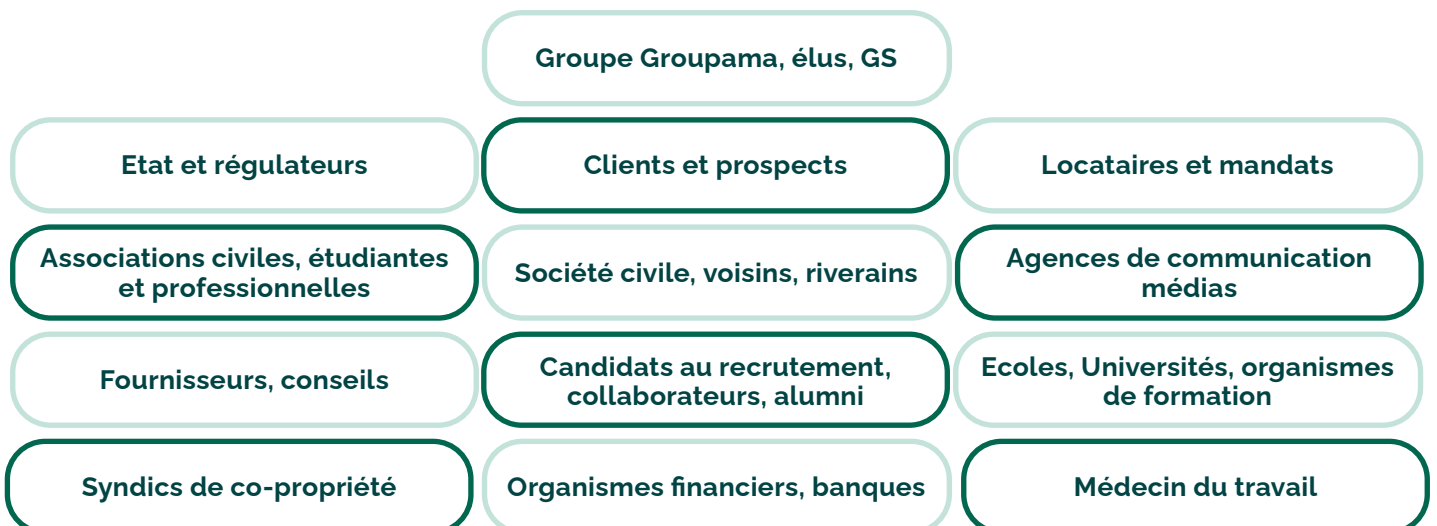 Groupe Groupama, élus, GS
Etat et régulateurs
Clients et prospects
Locataires et mandats
Associations civiles, étudiantes
et professionnelles
Société civile, voisins, riverains
Agences de communication
médias
Fournisseurs, conseils
Candidats au recrutement,
collaborateurs, alumni
Ecoles, Universités, organismes
de formation
Syndics de co-propriété
Organismes financiers, banques
Médecin du travail